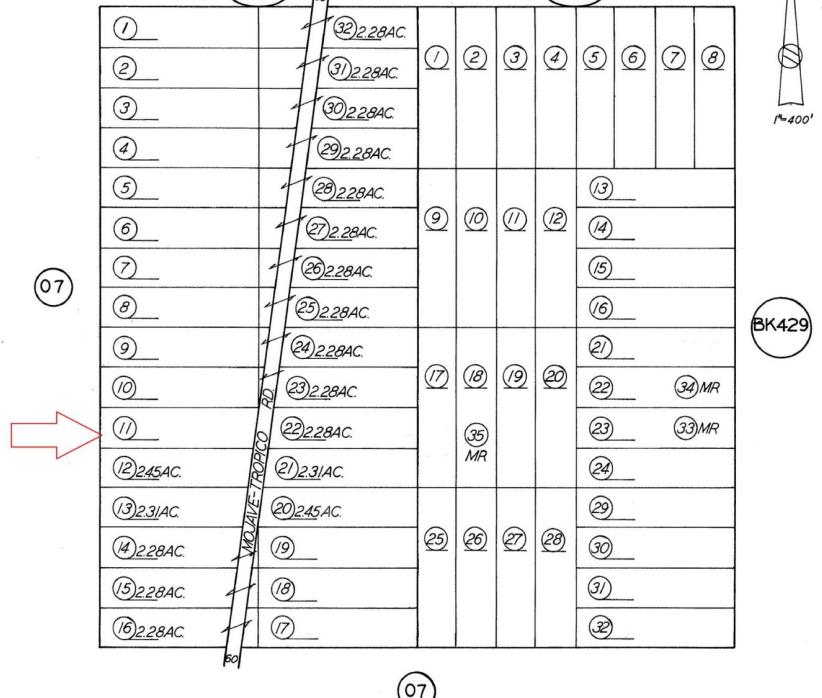 1 32 2.28AC.
2 31 2.28AC.
3 30 2.28AC.
4 29 2.28AC.
5 28 2.28AC.
6 27 2.28AC.
7 26 2.28AC.
8 25 2.28AC.
9 24 2.28AC.
10 23 2.28AC.
11 22 2.28AC.
12 2.45AC. 21 2.31AC.
13 2.31AC. 20 2.45AC.
14 2.28AC. 19
15 2.28AC. 18
16 2.28AC. 17
MOJAVE-TROPICO RD.
60
1 2 3 4 5 6 7 8
9 10 11 12
13
14
15
16
17 18 19 20
35
MR
21
22 34 MR
23 33 MR
24
25 26 27 28
29
30
31
32
07
BK429
1"=400'
07